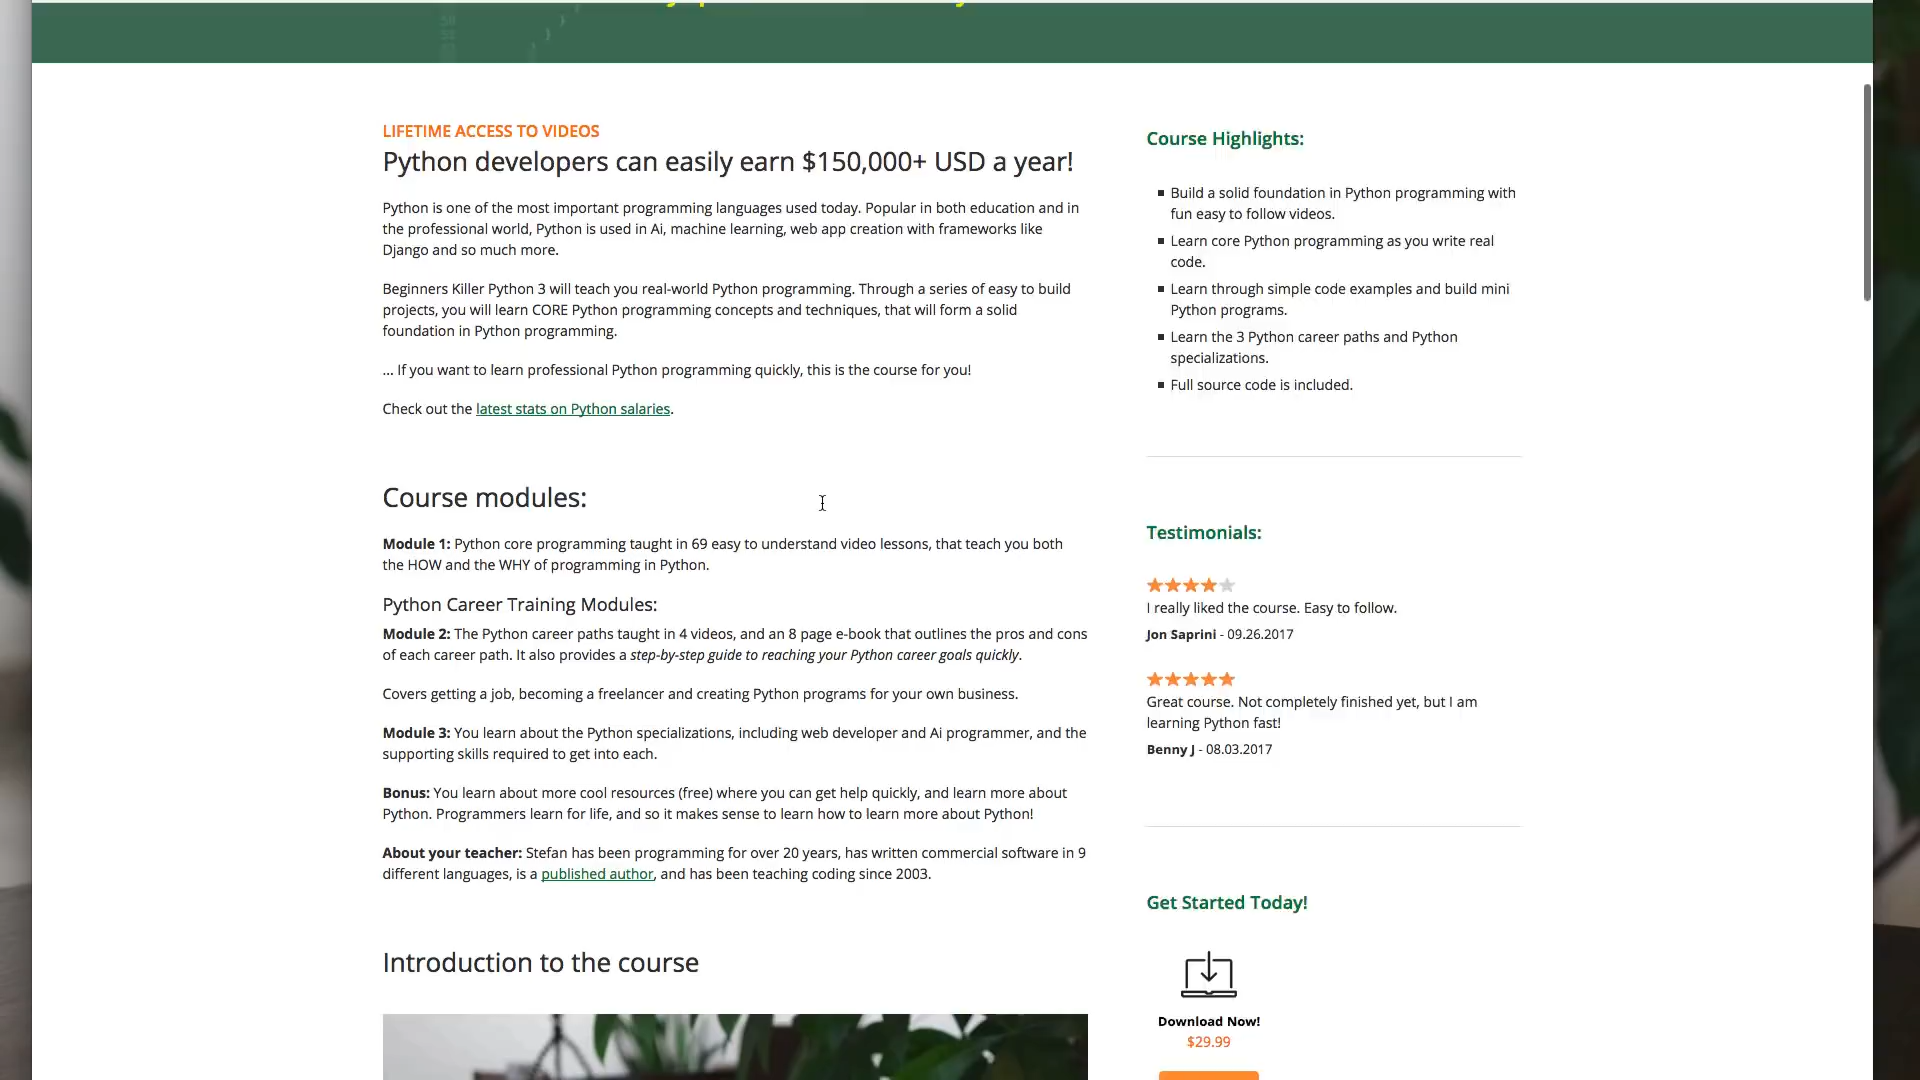 LIFETIME ACCESS TO VIDEOS
Python developers can easily earn $150,000+ USD a year!
Python is one of the most important programming languages used today. Popular in both education and in
the professional world, Python is used in Ai, machine learning, web app creation with frameworks like
Django and so much more.
Beginners Killer Python 3 will teach you real-world Python programming. Through a series of easy to build
projects, you will learn CORE Python programming concepts and techniques, that will form a solid
foundation in Python programming.
... If you want to learn professional Python programming quickly, this is the course for you!
Check out the latest stats on Python salaries.
Course modules:
Module 1: Python core programming taught in 69 easy to understand video lessons, that teach you both
the HOW and the WHY of programming in Python.
Python Career Training Modules:
Module 2: The Python career paths taught in 4 videos, and an 8 page e-book that outlines the pros and cons
of each career path. It also provides a step-by-step guide to reaching your Python career goals quickly.
Covers getting a job, becoming a freelancer and creating Python programs for your own business.
Module 3: You learn about the Python specializations, including web developer and Ai programmer, and the
supporting skills required to get into each.
Bonus: You learn about more cool resources (free) where you can get help quickly, and learn more about
Python. Programmers learn for life, and so it makes sense to learn how to learn more about Python!
About your teacher: Stefan has been programming for over 20 years, has written commercial software in 9
different languages, is a published author, and has been teaching coding since 2003.
Introduction to the course
Course Highlights:
Build a solid foundation in Python programming with
fun easy to follow videos.
Learn core Python programming as you write real
code.
Learn through simple code examples and build mini
Python programs.
Learn the 3 Python career paths and Python
specializations.
Full source code is included.
Testimonials:
I really liked the course. Easy to follow.
Jon Saprini - 09.26.2017
Great course. Not completely finished yet, but I am
learning Python fast!
Benny J - 08.03.2017
Get Started Today!
Download Now!
$29.99